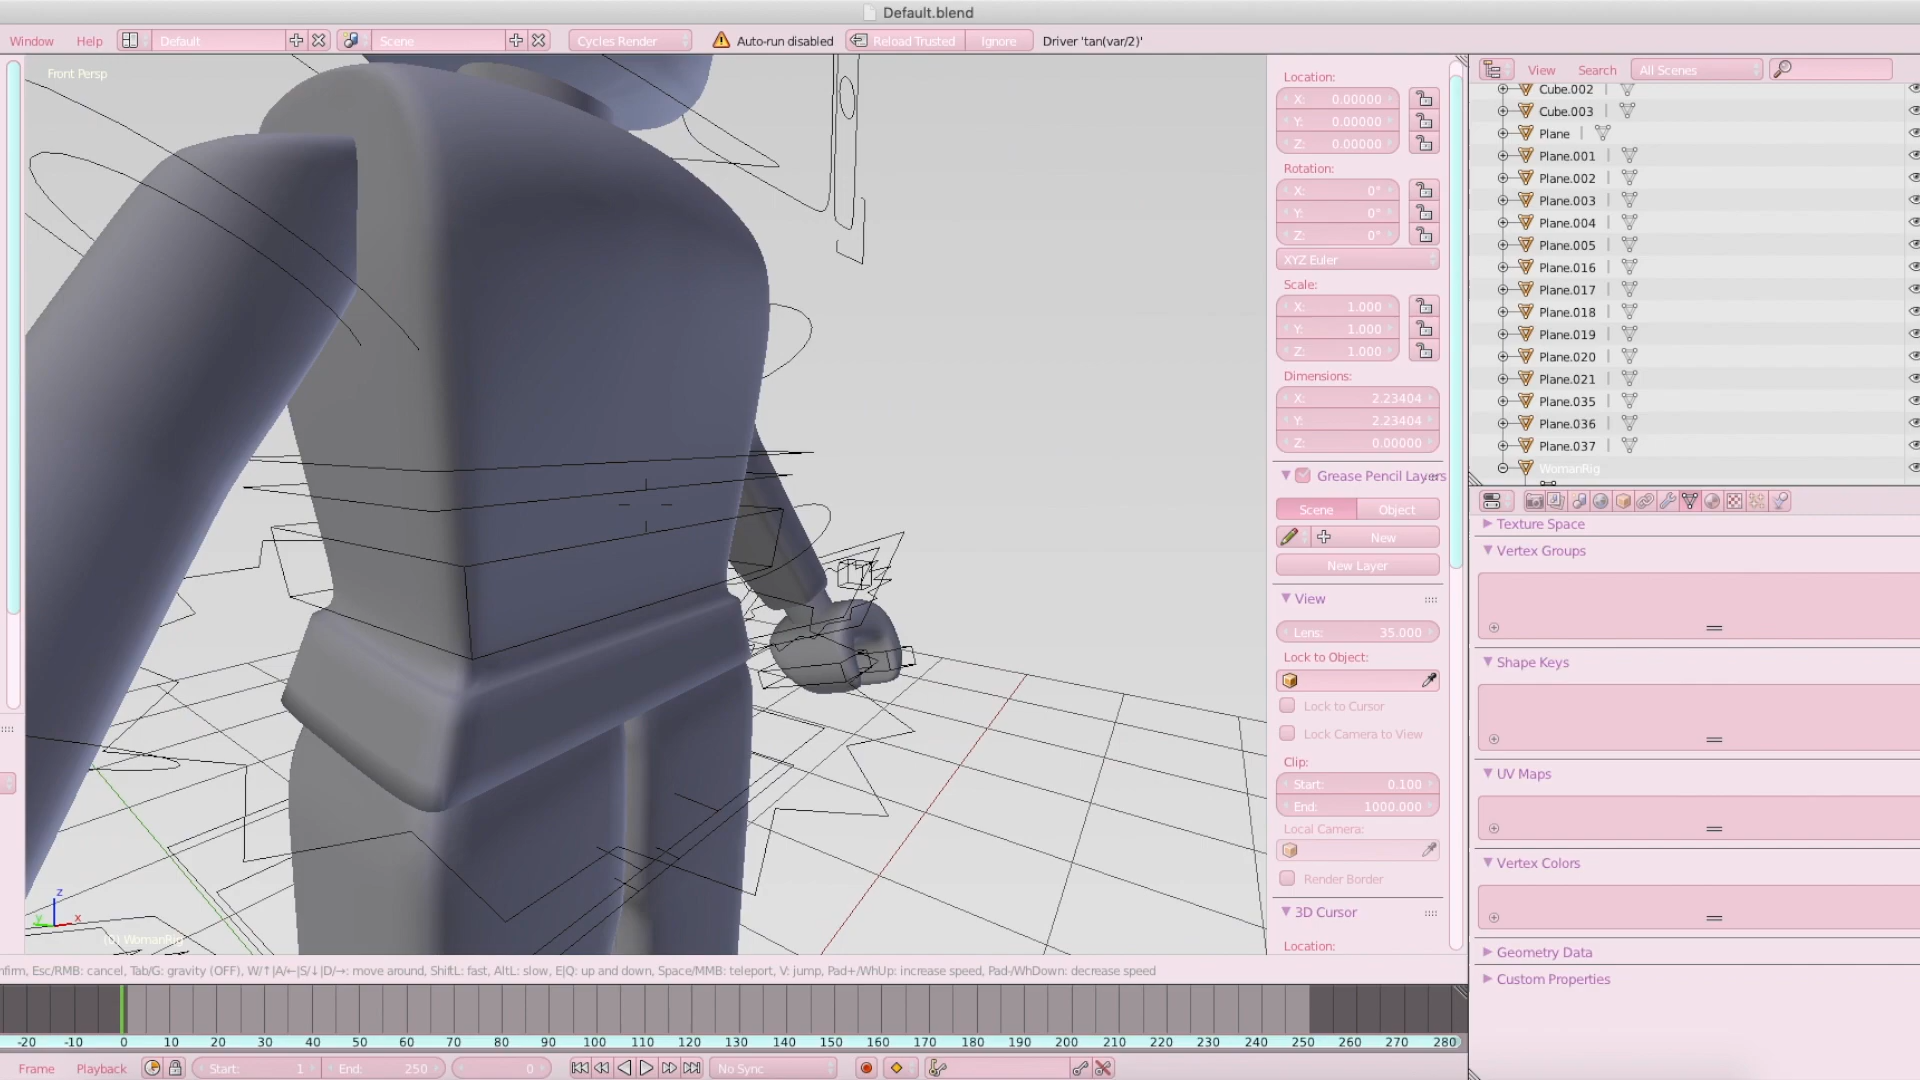 Default.blend
Window Help Default Scene Cycles Render Auto-run disabled Reload Trusted Ignore Driver 'tan(var/2)'
Front Persp
Location:
X: 0.00000
Y: 0.00000
Z: 0.00000
Rotation:
X: 0°
Y: 0°
Z: 0°
XYZ Euler
Scale:
X: 1.000
Y: 1.000
Z: 1.000
Dimensions:
X: 2.23404
Y: 2.23404
Z: 0.00000
Grease Pencil Layers
Scene Object
New
New Layer
View
Lens: 35.000
Lock to Object:
Lock to Cursor
Lock Camera to View
Clip:
Start: 0.100
End: 1000.000
Local Camera:
Render Border
3D Cursor
Location:
View Search All Scenes
Cube.002
Cube.003
Plane
Plane.001
Plane.002
Plane.003
Plane.004
Plane.005
Plane.016
Plane.017
Plane.018
Plane.019
Plane.020
Plane.021
Plane.035
Plane.036
Plane.037
WomanRig
Texture Space
Vertex Groups
Shape Keys
UV Maps
Vertex Colors
Geometry Data
Custom Properties
z
y x
(0) WomanRig
nfirm, Esc/RMB: cancel, Tab/G: gravity (OFF), W/↑|A/←|S/↓|D/→: move around, ShiftL: fast, AltL: slow, E|Q: up and down, Space/MMB: teleport, V: jump, Pad+/WhUp: increase speed, Pad-/WhDown: decrease speed
-20 -10 0 10 20 30 40 50 60 70 80 90 100 110 120 130 140 150 160 170 180 190 200 210 220 230 240 250 260 270 280
Frame Playback Start: 1 End: 250 0 No Sync